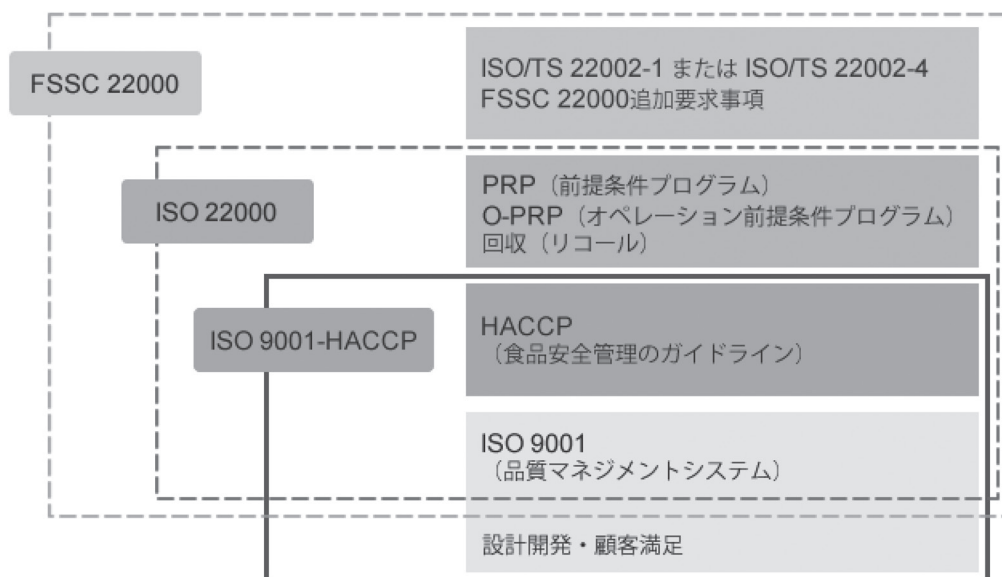 FSSC 22000
ISO/TS 22002-1 または ISO/TS 22002-4
FSSC 22000追加要求事項
ISO 22000
PRP（前提条件プログラム）
O-PRP（オペレーション前提条件プログラム）
回収（リコール）
ISO 9001-HACCP
HACCP
（食品安全管理のガイドライン）
ISO 9001
（品質マネジメントシステム）
設計開発・顧客満足